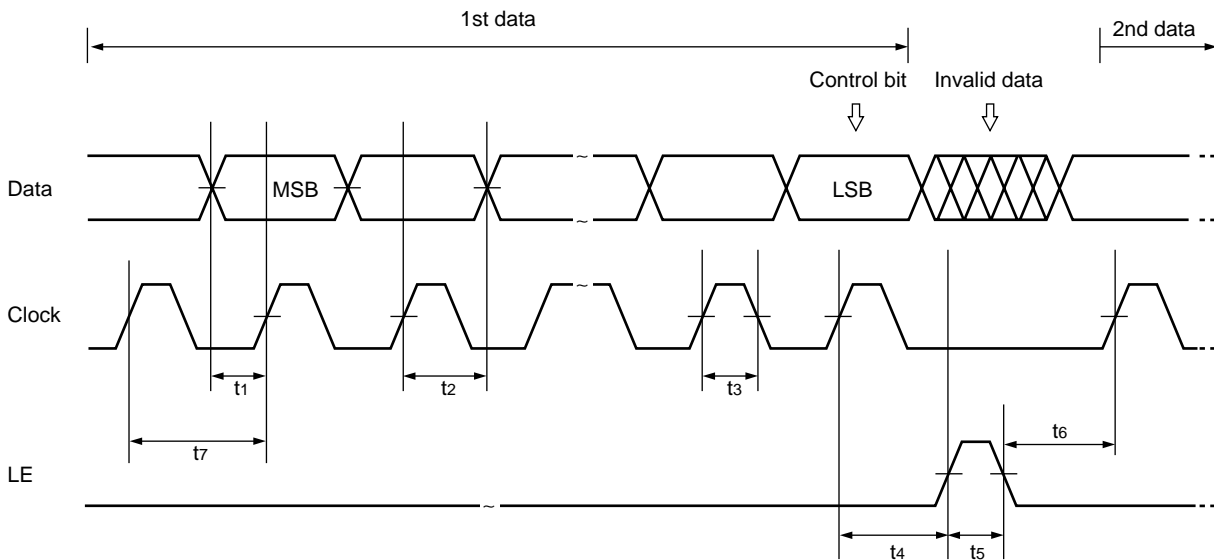 1st data
2nd data
Control bit
Invalid data
Data
MSB
LSB
Clock
t1
t2
t3
t7
t6
LE
t4
t5